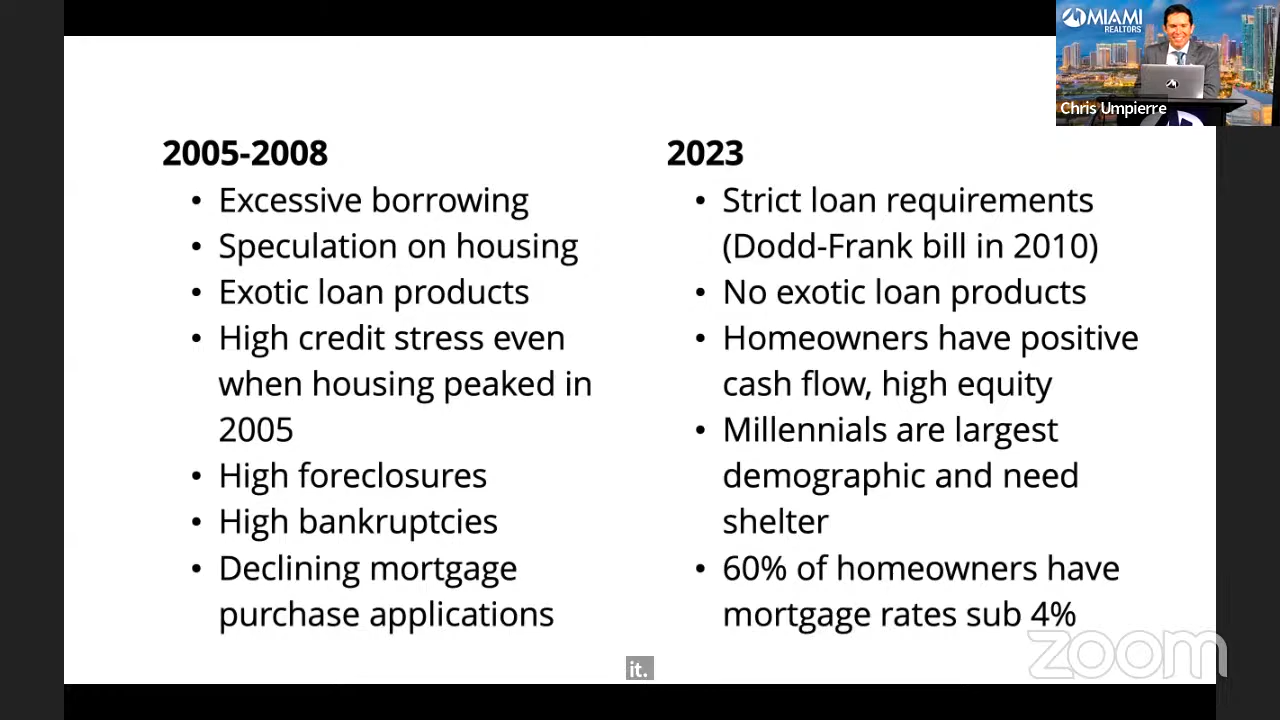 MIAMI
REALTORS
Chris Umpierre
2005-2008
• Excessive borrowing
• Speculation on housing
• Exotic loan products
• High credit stress even
when housing peaked in
2005
• High foreclosures
• High bankruptcies
• Declining mortgage
purchase applications
2023
• Strict loan requirements
(Dodd-Frank bill in 2010)
• No exotic loan products
• Homeowners have positive
cash flow, high equity
• Millennials are largest
demographic and need
shelter
• 60% of homeowners have
mortgage rates sub 4%
it.
zoom